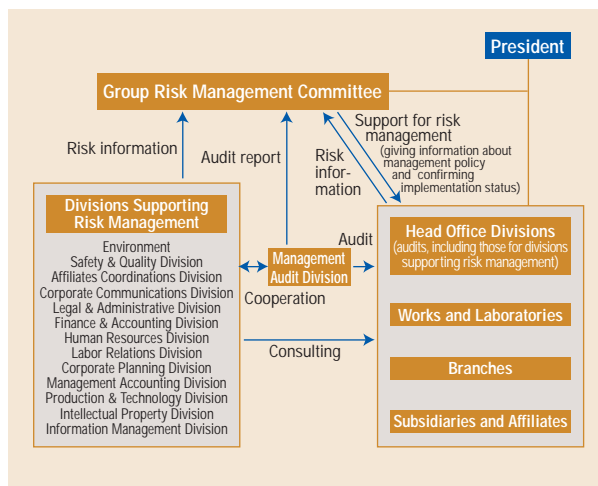 President
Group Risk Management Committee
Risk information
Audit report
Risk
infor-
mation
Support for risk
management
(giving information about
management policy
and confirming
implementation status)
Divisions Supporting
Risk Management
Environment
Safety & Quality Division
Affiliates Coordinations Division
Corporate Communications Division
Legal & Administrative Division
Finance & Accounting Division
Human Resources Division
Labor Relations Division
Corporate Planning Division
Management Accounting Division
Production & Technology Division
Intellectual Property Division
Information Management Division
Management
Audit Division
Cooperation
Audit
Consulting
Head Office Divisions
(audits, including those for divisions
supporting risk management)
Works and Laboratories
Branches
Subsidiaries and Affiliates